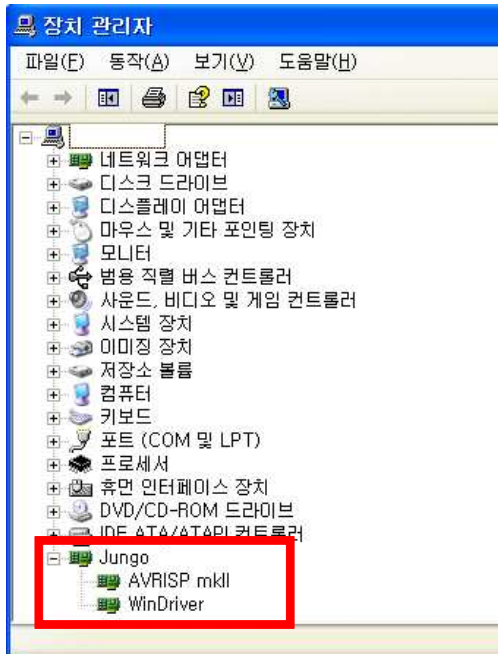 장치 관리자
파일(F) 동작(A) 보기(V) 도움말(H)
네트워크 어댑터
디스크 드라이브
디스플레이 어댑터
마우스 및 기타 포인팅 장치
모니터
범용 직렬 버스 컨트롤러
사운드, 비디오 및 게임 컨트롤러
시스템 장치
이미징 장치
저장소 볼륨
컴퓨터
키보드
포트 (COM 및 LPT)
프로세서
휴먼 인터페이스 장치
DVD/CD-ROM 드라이브
IDE ATA/ATAPI 컨트롤러
Jungo
AVRISP mkII
WinDriver